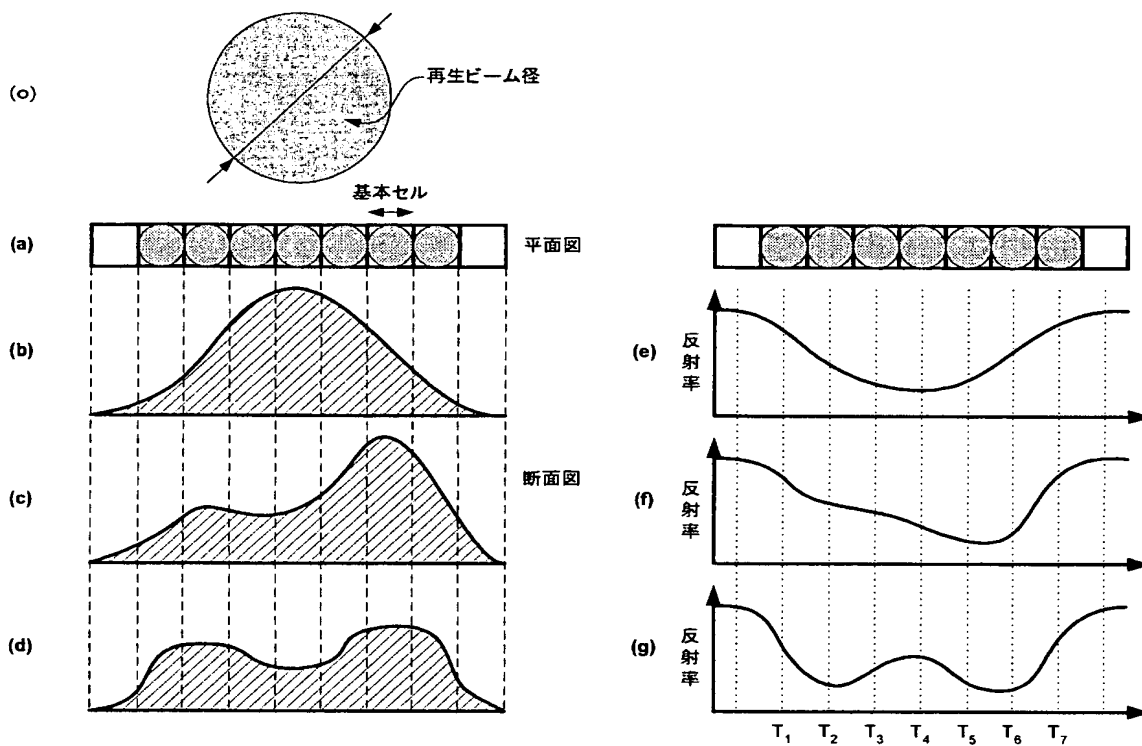 (o)
再生ビーム径
基本セル
(a)
平面図
(b)
(e)
反射率
(c)
断面図
(f)
反射率
(d)
(g)
反射率
T1 T2 T3 T4 T5 T6 T7